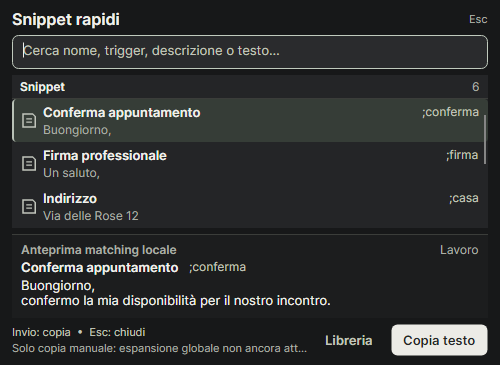 Snippet rapidi Esc
Cerca nome, trigger, descrizione o testo...
Snippet 6
Conferma appuntamento ;conferma
Buongiorno,
Firma professionale ;firma
Un saluto,
Indirizzo ;casa
Via delle Rose 12
Anteprima matching locale Lavoro
Conferma appuntamento ;conferma
Buongiorno,
confermo la mia disponibilità per il nostro incontro.
Invio: copia • Esc: chiudi
Solo copia manuale: espansione globale non ancora att...
Libreria Copia testo